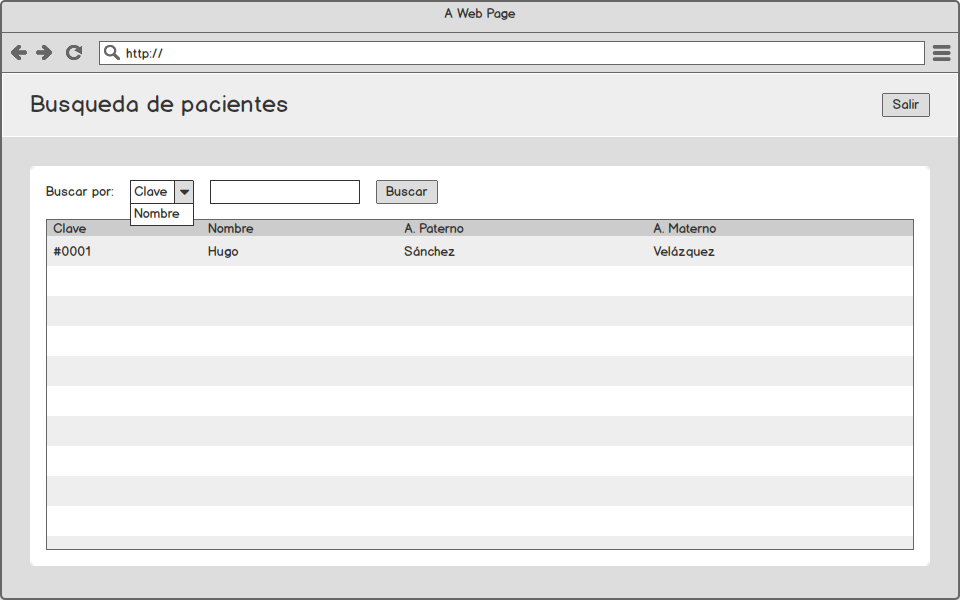 A Web Page
http://
Busqueda de pacientes
Salir
Buscar por:
Clave
Buscar
Nombre
Clave Nombre A. Paterno A. Materno
#0001 Hugo Sánchez Velázquez